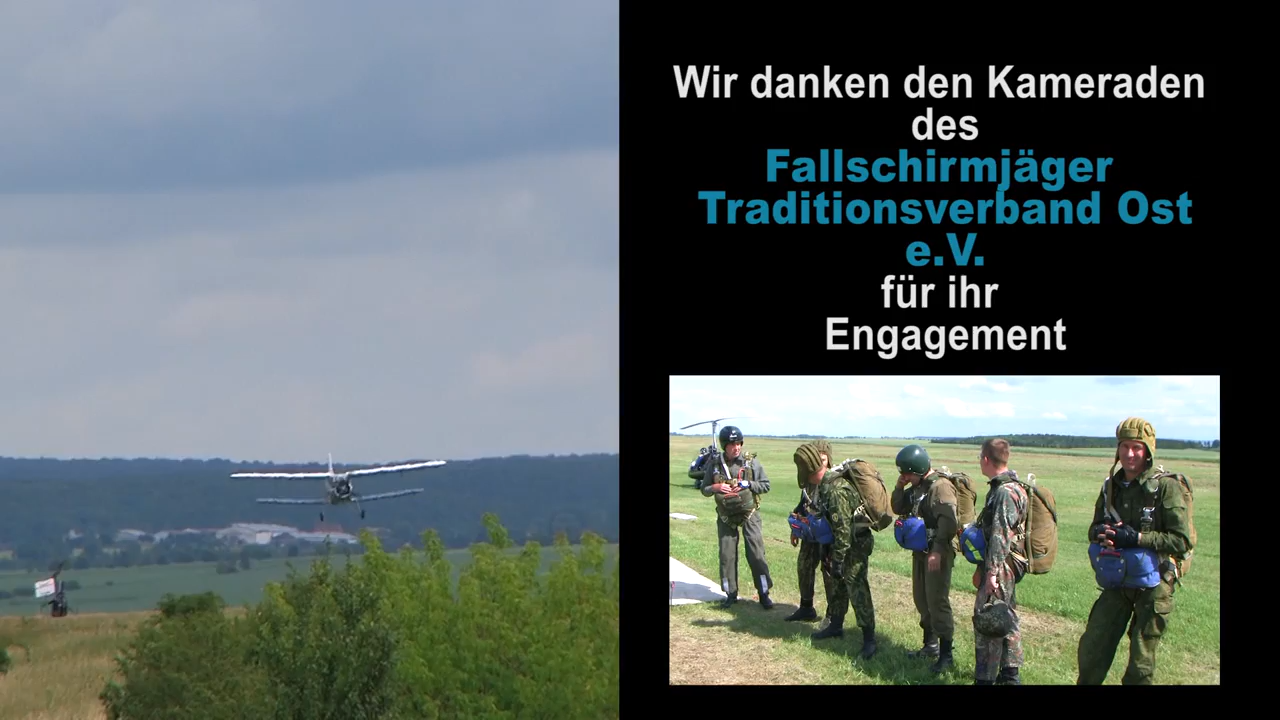 Wir danken den Kameraden
des
Fallschirmjäger
Traditionsverband Ost
e.V.
für ihr
Engagement